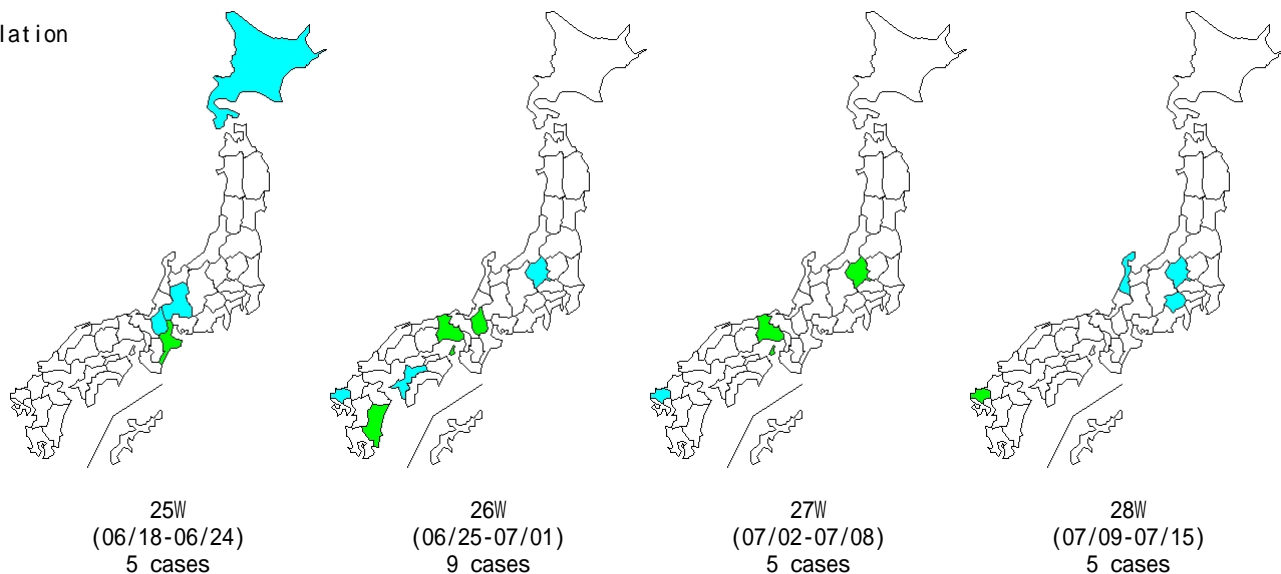 lation
25W
(06/18-06/24)
5 cases
26W
(06/25-07/01)
9 cases
27W
(07/02-07/08)
5 cases
28W
(07/09-07/15)
5 cases